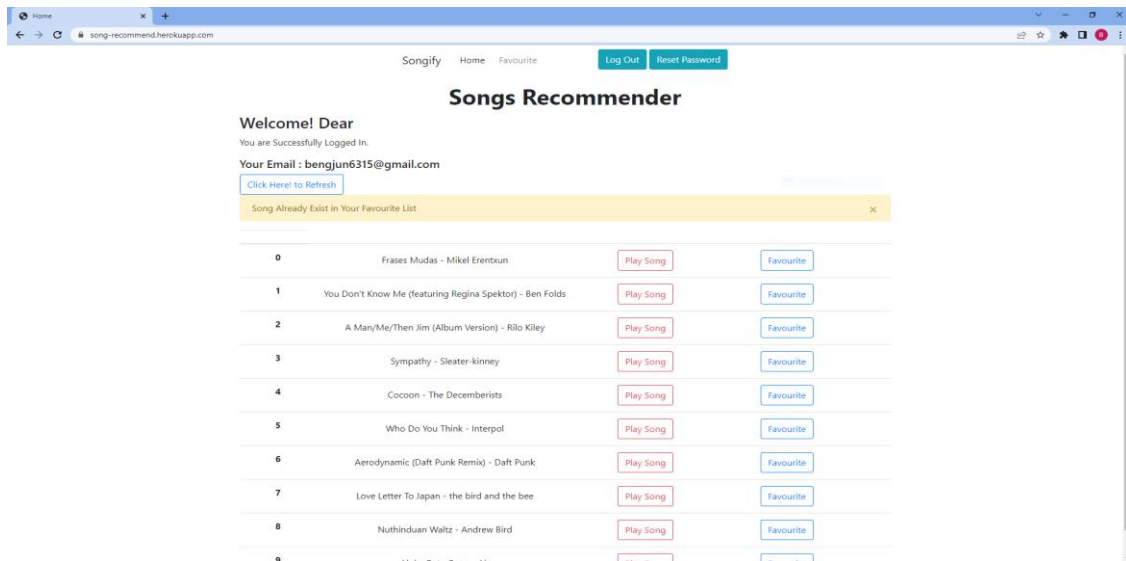 Home
song-recommend.herokuapp.com
B
Songify Home Favourite Log Out Reset Password
Songs Recommender
Welcome! Dear
You are Successfully Logged In.
Your Email : bengjun6315@gmail.com
Click Here! to Refresh
Song Already Exist in Your Favourite List ×
0 Frases Mudas - Mikel Erentxun Play Song Favourite
1 You Don't Know Me (featuring Regina Spektor) - Ben Folds Play Song Favourite
2 A Man/Me/Then Jim (Album Version) - Rilo Kiley Play Song Favourite
3 Sympathy - Sleater-kinney Play Song Favourite
4 Cocoon - The Decemberists Play Song Favourite
5 Who Do You Think - Interpol Play Song Favourite
6 Aerodynamic (Daft Punk Remix) - Daft Punk Play Song Favourite
7 Love Letter To Japan - the bird and the bee Play Song Favourite
8 Nuthinduan Waltz - Andrew Bird Play Song Favourite
9